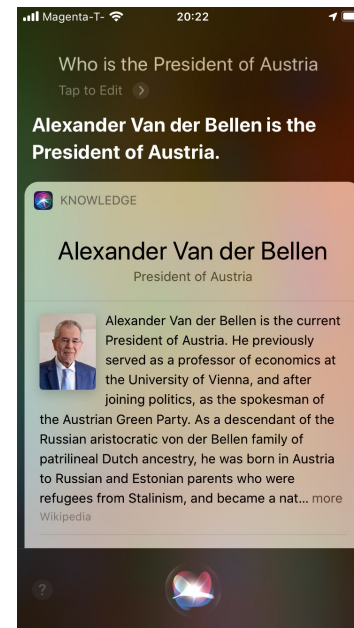 Magenta-T- 20:22
Who is the President of Austria
Tap to Edit
Alexander Van der Bellen is the
President of Austria.
KNOWLEDGE
Alexander Van der Bellen
President of Austria
Alexander Van der Bellen is the current
President of Austria. He previously
served as a professor of economics at
the University of Vienna, and after
joining politics, as the spokesman of
the Austrian Green Party. As a descendant of the
Russian aristocratic von der Bellen family of
patrilineal Dutch ancestry, he was born in Austria
to Russian and Estonian parents who were
refugees from Stalinism, and became a nat... more
Wikipedia
?